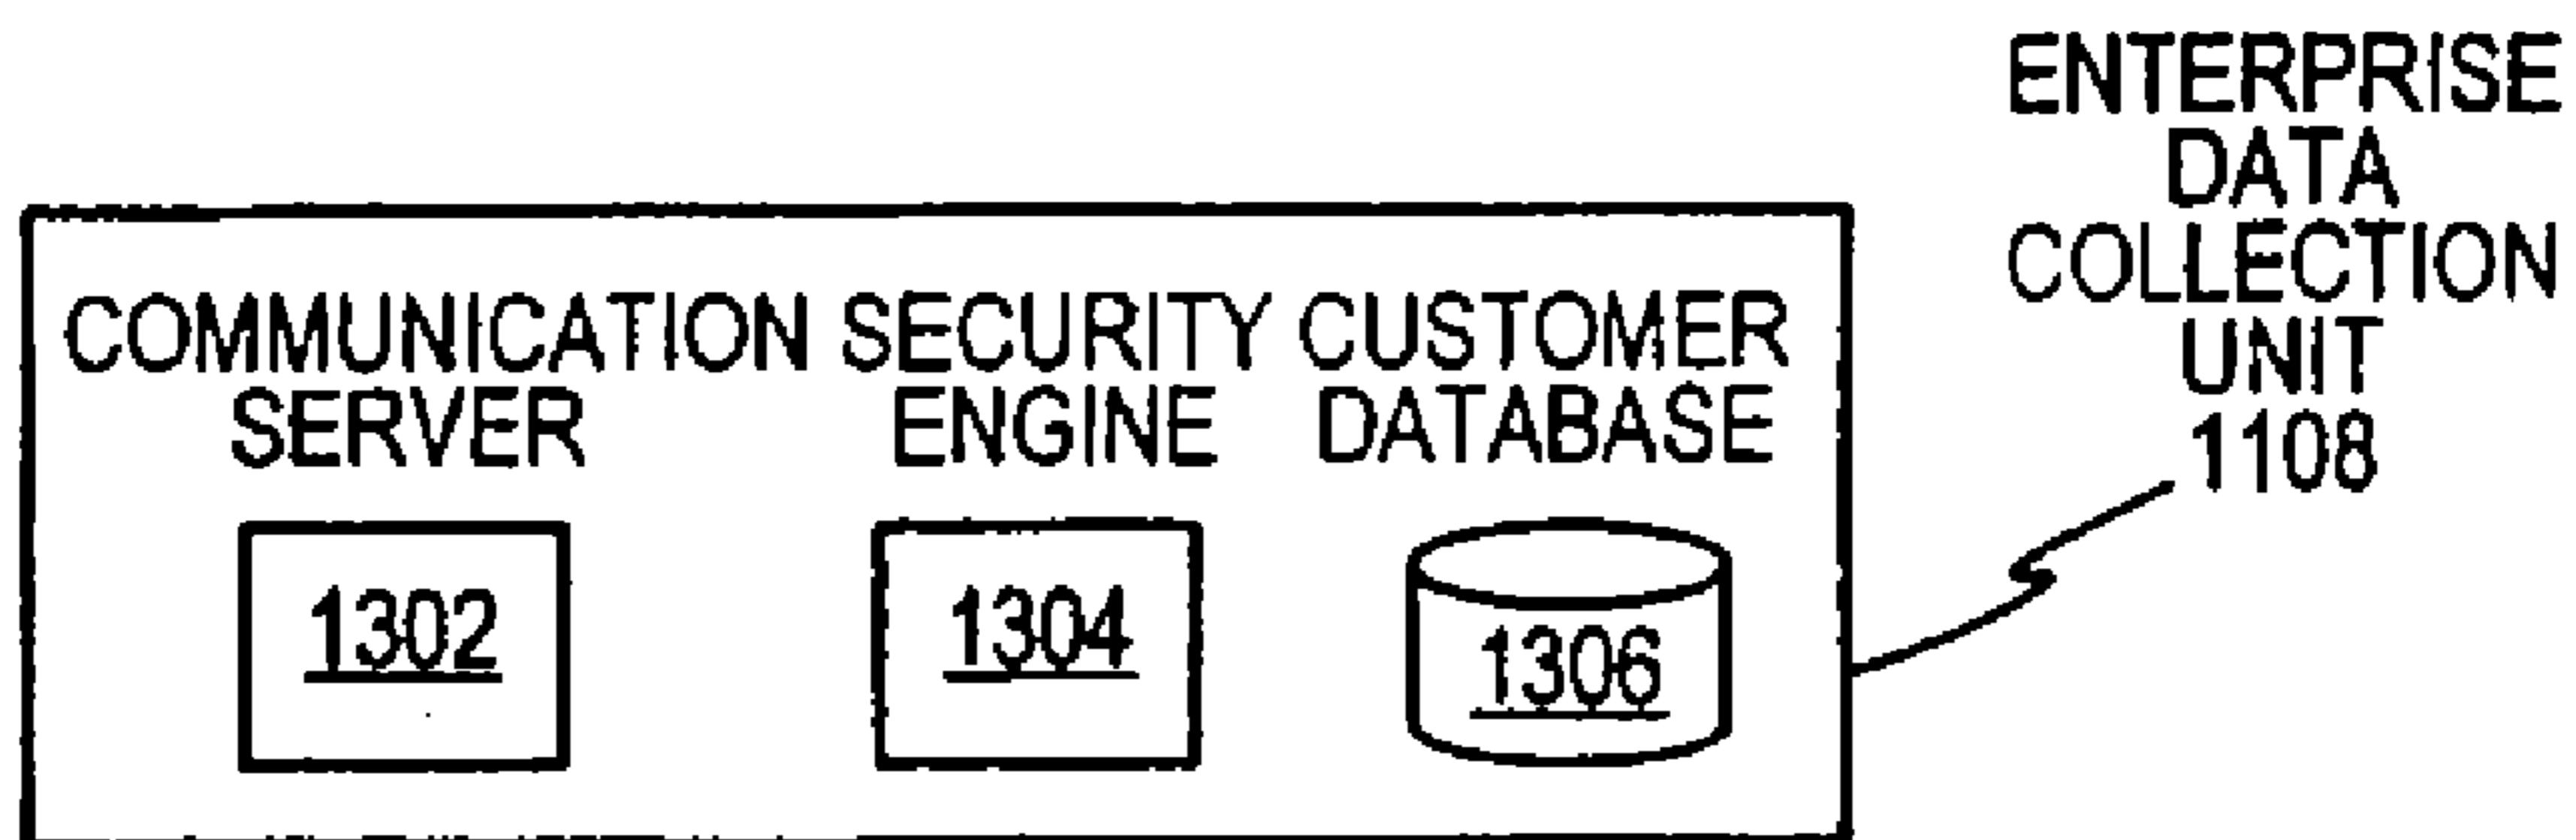 ENTERPRISE
DATA
COLLECTION
UNIT
1108
COMMUNICATION SECURITY CUSTOMER
SERVER ENGINE DATABASE
1302 1304 1306